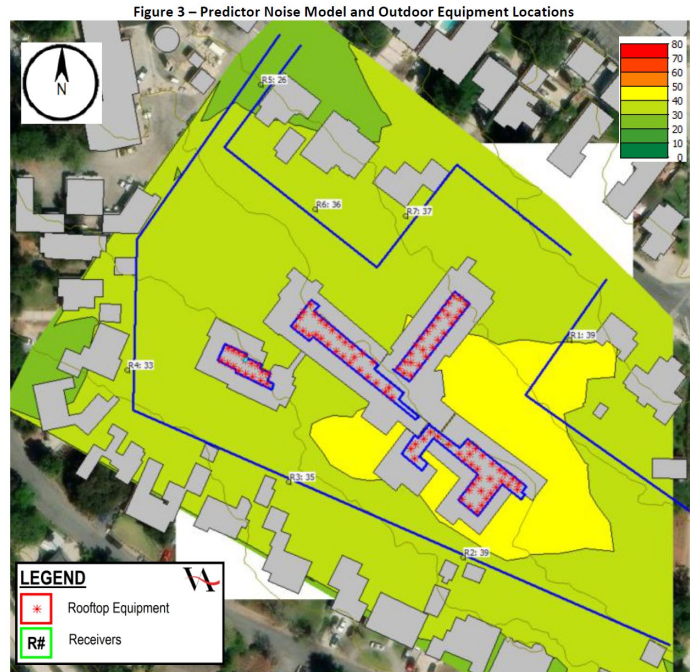 Figure 3 – Predictor Noise Model and Outdoor Equipment Locations
N
80
70
60
50
40
30
20
10
0
R5: 26
R6: 36
R7: 37
R1: 39
R4: 33
R3: 35
R2: 39
LEGEND
Rooftop Equipment
R#
Receivers